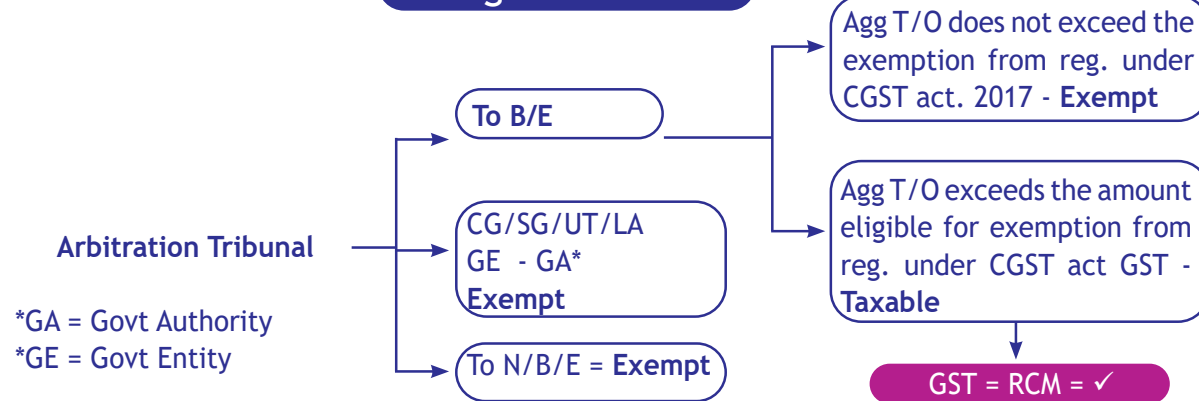 Arbitration Tribunal
*GA = Govt Authority
*GE = Govt Entity
To B/E
CG/SG/UT/LA
GE - GA*
Exempt
To N/B/E = Exempt
Agg T/O does not exceed the
exemption from reg. under
CGST act. 2017 - Exempt
Agg T/O exceeds the amount
eligible for exemption from
reg. under CGST act GST -
Taxable
GST = RCM = ✓